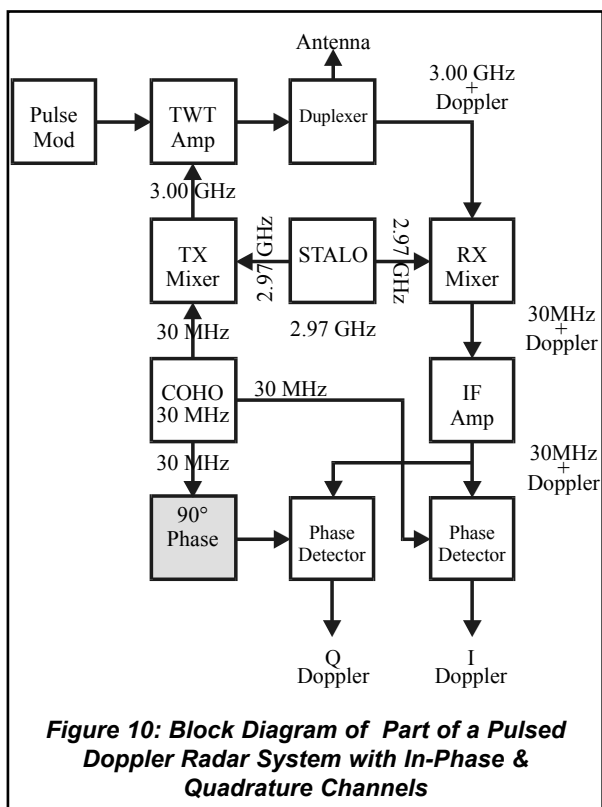 Antenna
3.00 GHz
+
Doppler
Pulse
Mod
TWT
Amp
Duplexer
3.00 GHz
TX
Mixer
2.97 GHz
STALO
2.97 GHz
RX
Mixer
2.97 GHz
30 MHz
30MHz
+
Doppler
COHO
30 MHz
30 MHz
IF
Amp
30 MHz
30MHz
+
Doppler
90°
Phase
Phase
Detector
Phase
Detector
Q
Doppler
I
Doppler
Figure 10: Block Diagram of Part of a Pulsed
Doppler Radar System with In-Phase &
Quadrature Channels